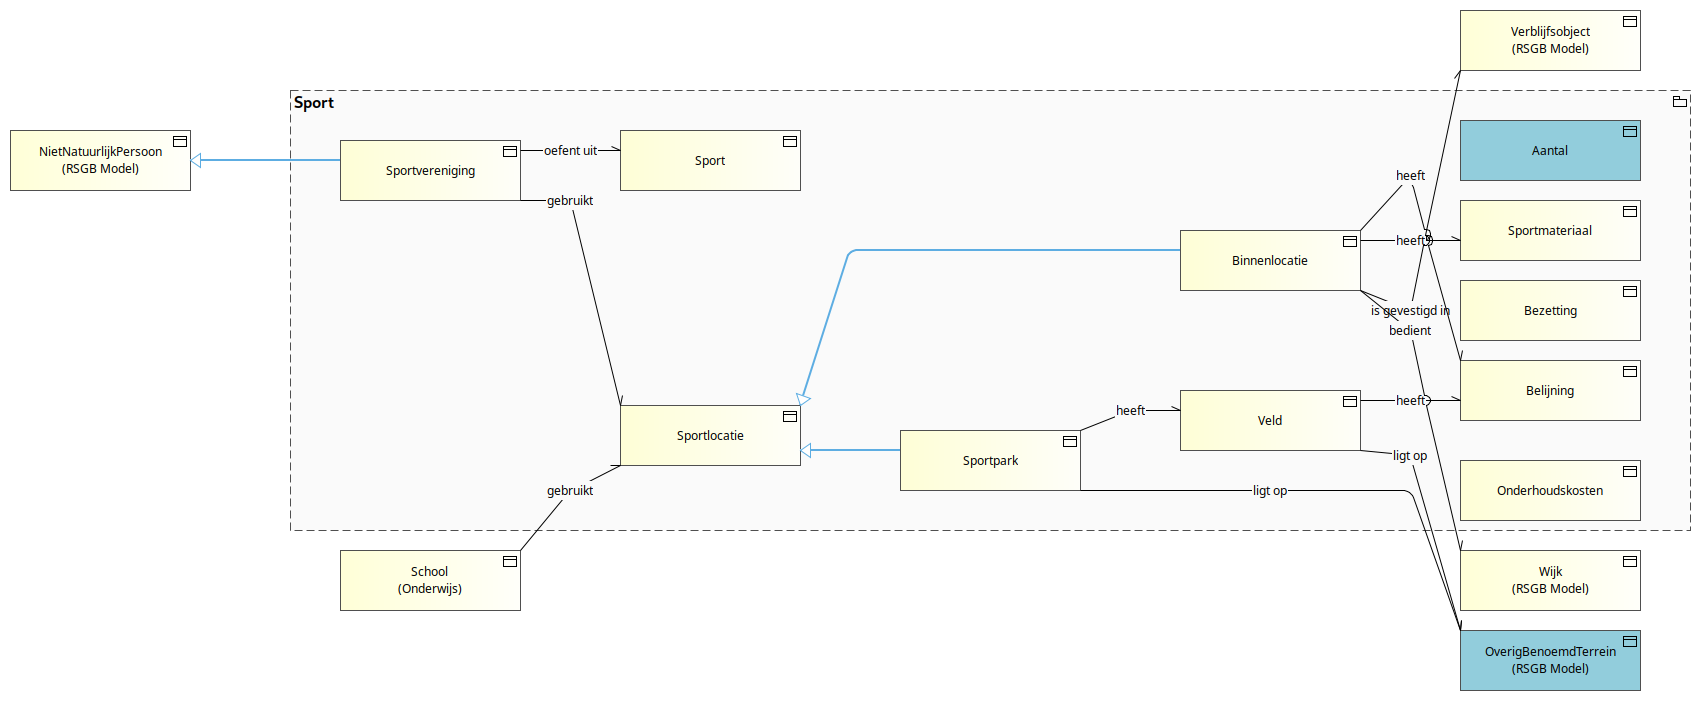 Verblijfsobject
(RSGB Model)
Sport
NietNatuurlijkPersoon
(RSGB Model)
Sportvereniging
oefent uit
Sport
gebruikt
Aantal
heeft
Sportmateriaal
heeft
Binnenlocatie
Bezetting
is gevestigd in
bedient
Belijning
heeft
Veld
heeft
Sportlocatie
Sportpark
ligt op
ligt op
Onderhoudskosten
gebruikt
School
(Onderwijs)
Wijk
(RSGB Model)
OverigBenoemdTerrein
(RSGB Model)